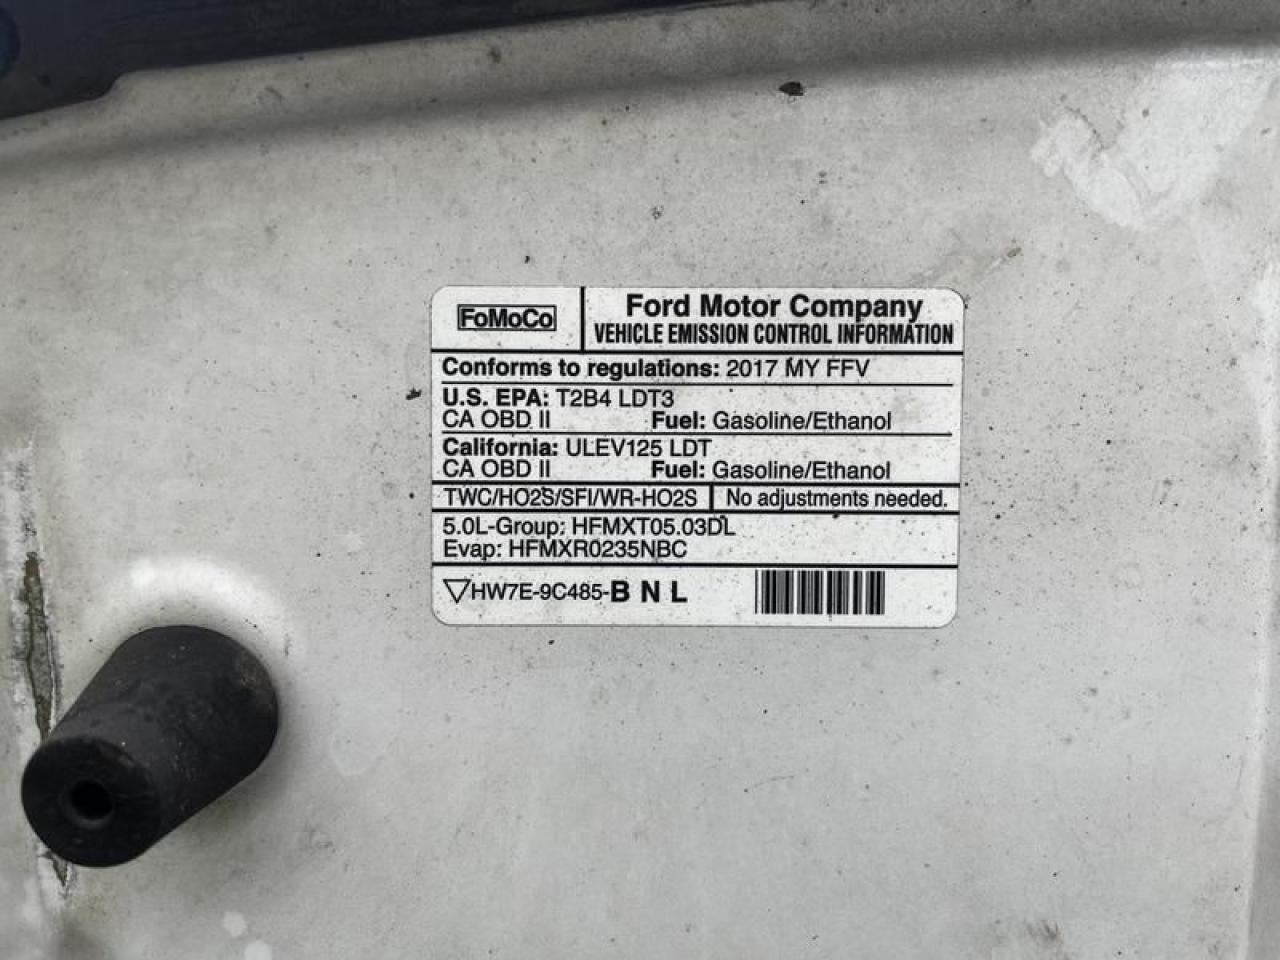 FoMoCo
Ford Motor Company
VEHICLE EMISSION CONTROL INFORMATION
Conforms to regulations: 2017 MY FFV
U.S. EPA: T2B4 LDT3
CA OBD II Fuel: Gasoline/Ethanol
California: ULEV125 LDT
CA OBD II Fuel: Gasoline/Ethanol
TWC/HO2S/SFI/WR-HO2S No adjustments needed.
5.0L-Group: HFMXT05.03DL
Evap: HFMXR0235NBC
HW7E-9C485-B N L